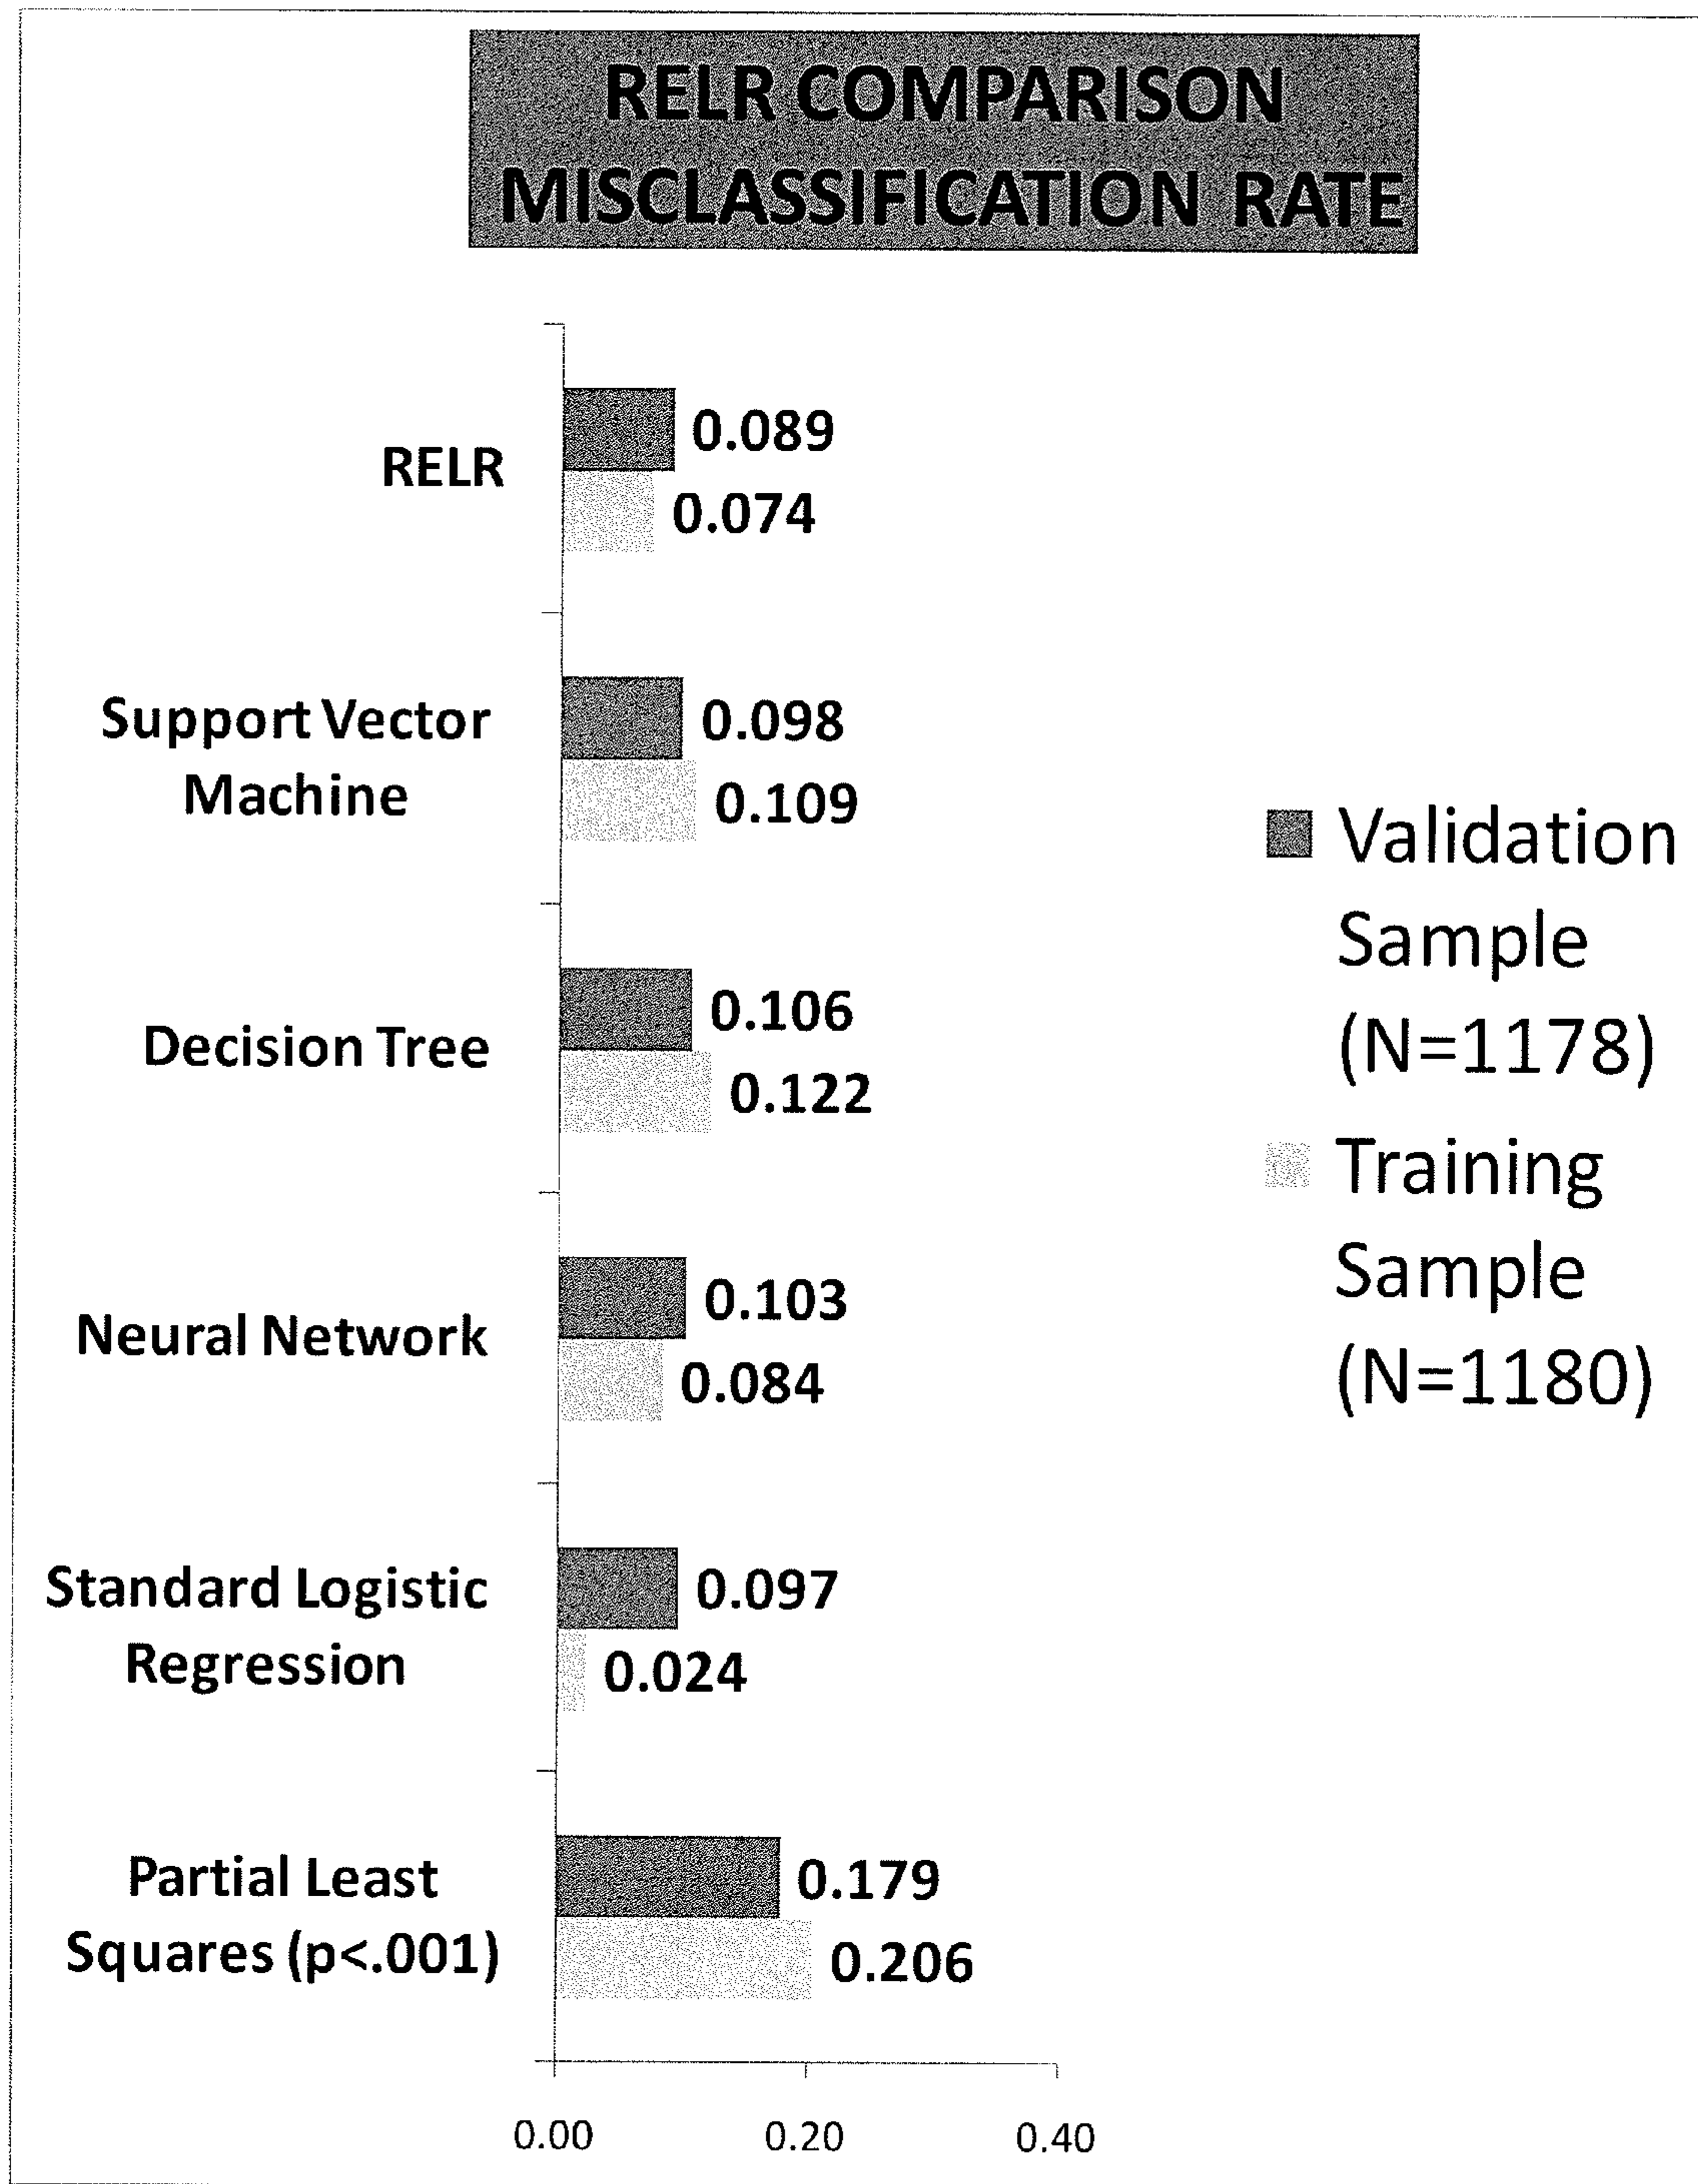 RELR COMPARISON
MISCLASSIFICATION RATE
RELR
0.089
0.074
Support Vector
Machine
0.098
0.109
Decision Tree
0.106
0.122
Neural Network
0.103
0.084
Standard Logistic
Regression
0.097
0.024
Partial Least
Squares (p<.001)
0.179
0.206
0.00
0.20
0.40
Validation
Sample
(N=1178)
Training
Sample
(N=1180)